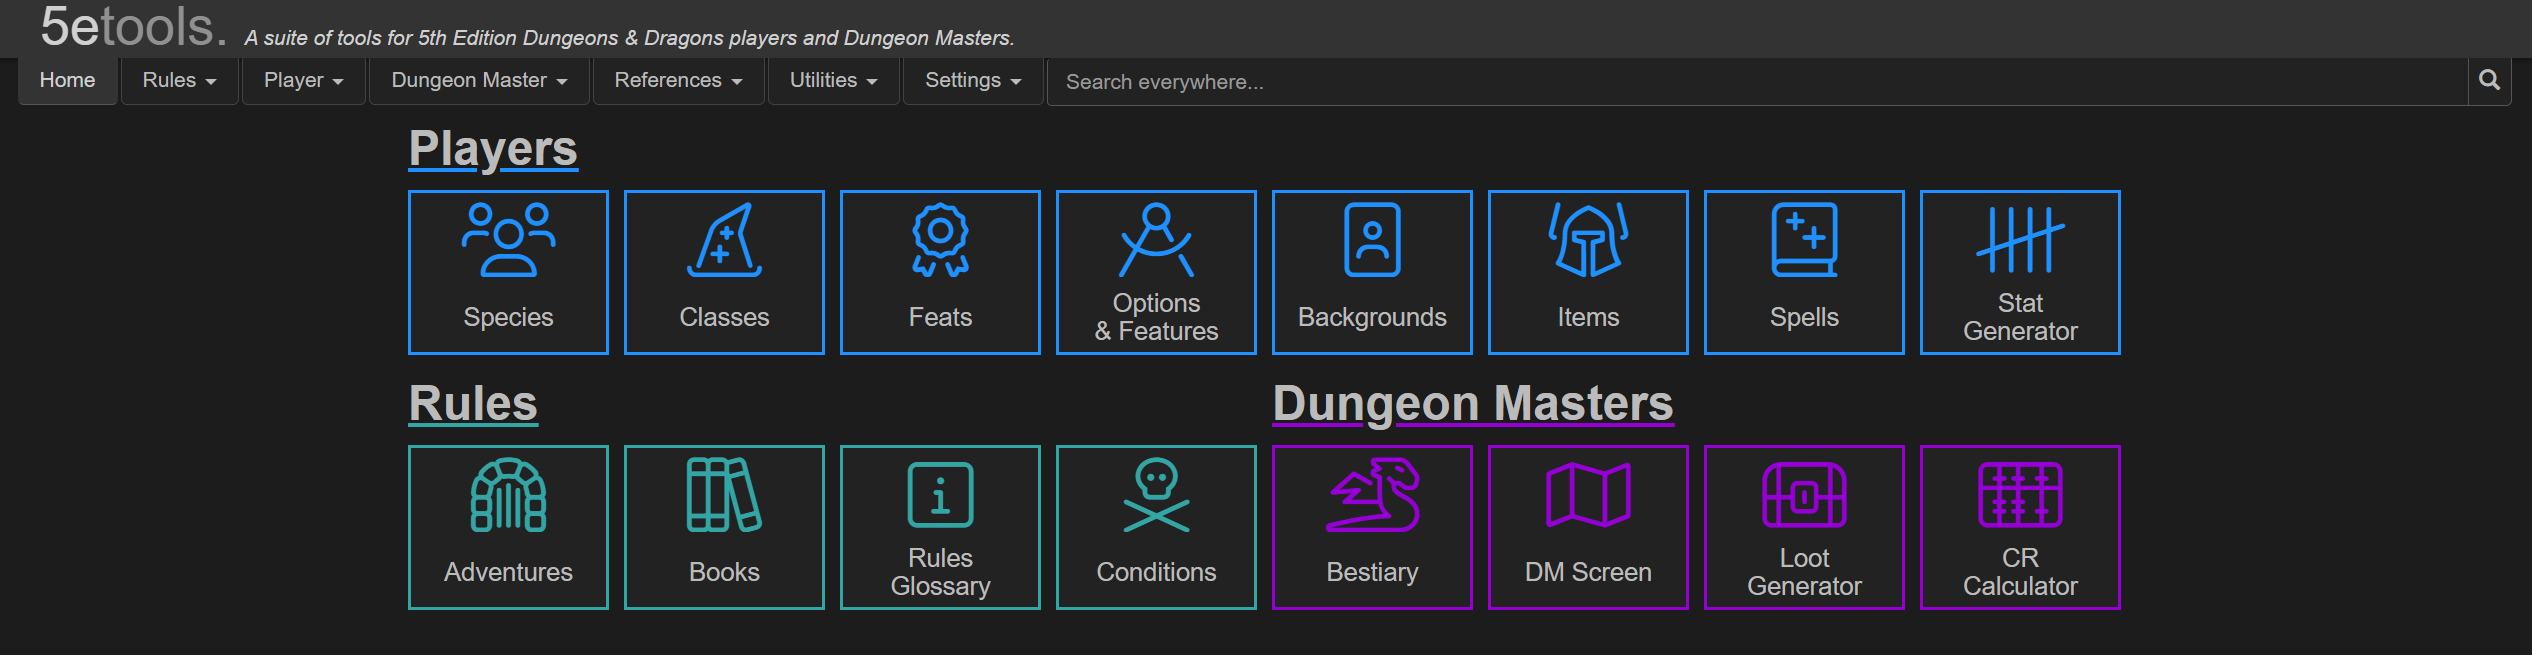 5etools. A suite of tools for 5th Edition Dungeons & Dragons players and Dungeon Masters.
Home Rules Player Dungeon Master References Utilities Settings Search everywhere...
Players
Species
Classes
Feats
Options
& Features
Backgrounds
Items
Spells
Stat
Generator
Rules
Adventures
Books
Rules
Glossary
Conditions
Dungeon Masters
Bestiary
DM Screen
Loot
Generator
CR
Calculator